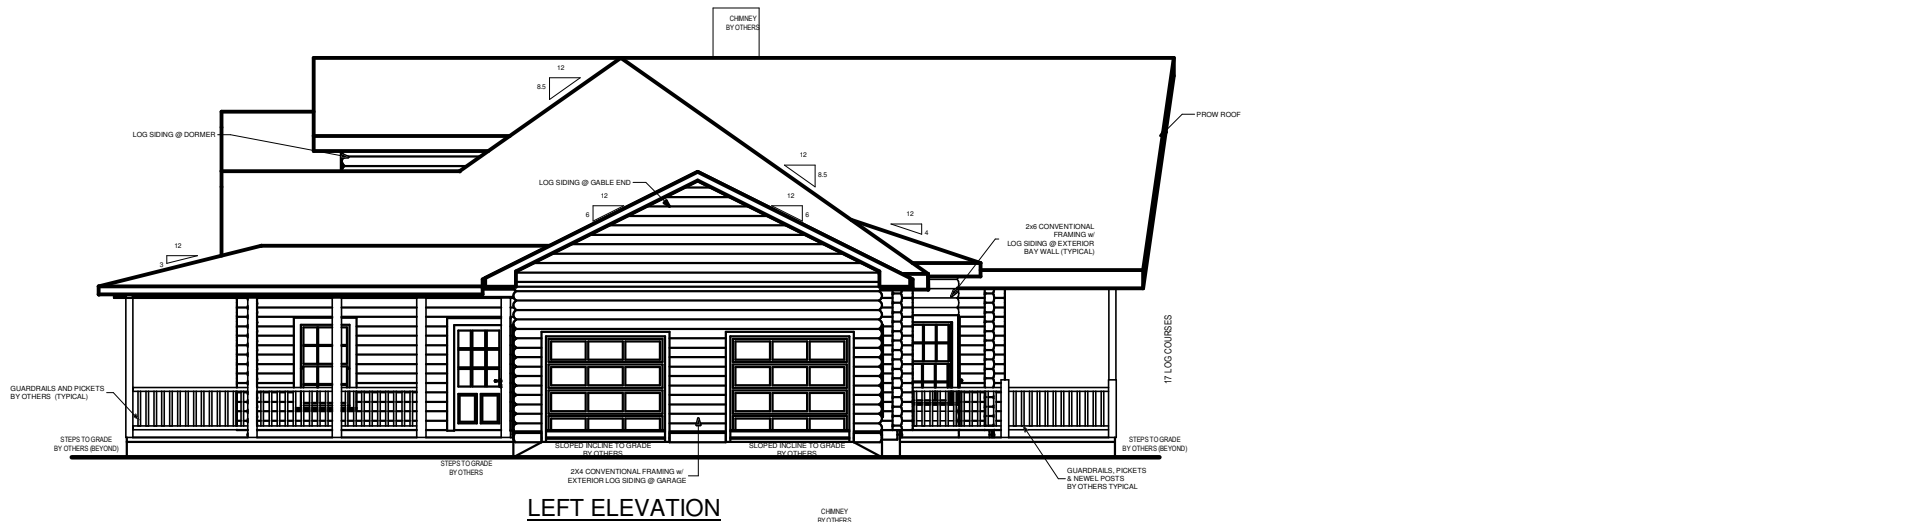 CHIMNEY
BY OTHERS
12
8.5
PROW ROOF
LOG SIDING @ DORMER
12
8.5
LOG SIDING @ GABLE END
12
6
12
6
12
4
2x6 CONVENTIONAL
FRAMING w/
LOG SIDING @ EXTERIOR
BAY WALL (TYPICAL)
12
3
17 LOG COURSES
GUARDRAILS AND PICKETS
BY OTHERS (TYPICAL)
STEPS TO GRADE
BY OTHERS (BEYOND)
SLOPED INCLINE TO GRADE
BY OTHERS
SLOPED INCLINE TO GRADE
BY OTHERS
STEPS TO GRADE
BY OTHERS (BEYOND)
STEPS TO GRADE
BY OTHERS
2X4 CONVENTIONAL FRAMING w/
EXTERIOR LOG SIDING @ GARAGE
GUARDRAILS, PICKETS
& NEWEL POSTS
BY OTHERS TYPICAL
LEFT ELEVATION
CHIMNEY
BY OTHERS